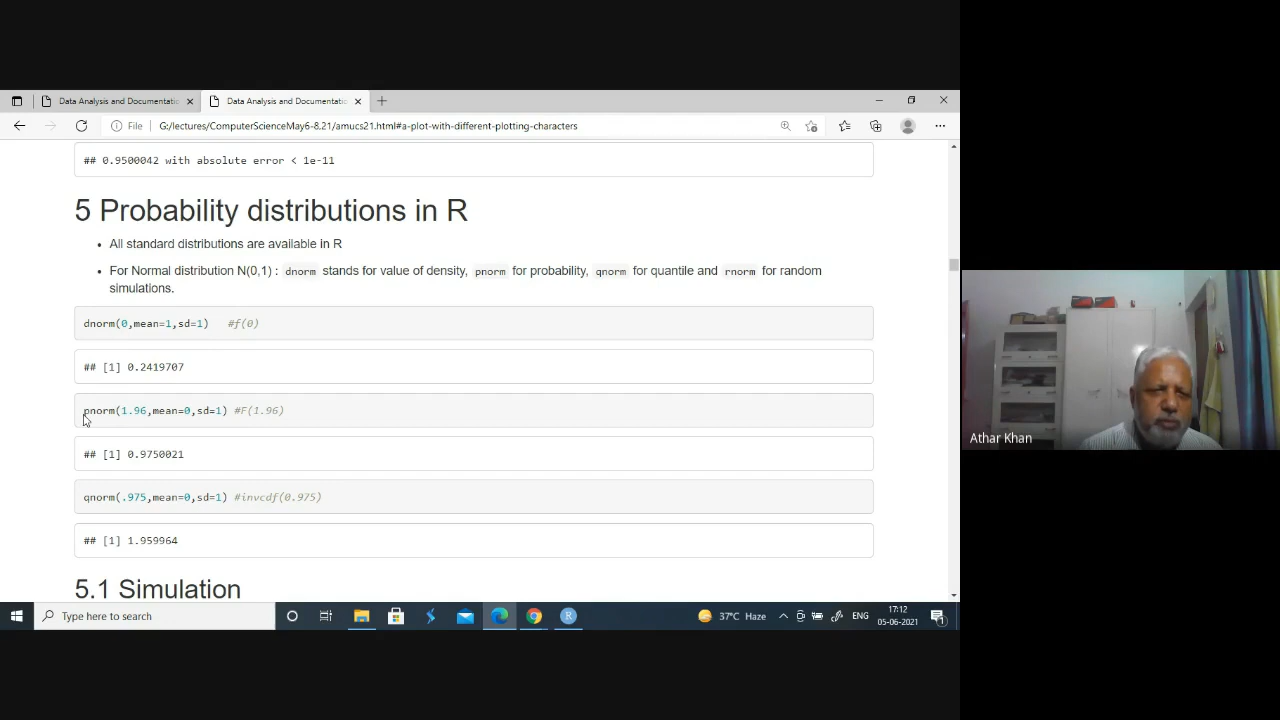 Data Analysis and Documentatio
Data Analysis and Documentatio
File G:/lectures/ComputerScienceMay6-8.21/amucs21.html#a-plot-with-different-plotting-characters
## 0.9500042 with absolute error < 1e-11
5 Probability distributions in R
• All standard distributions are available in R
• For Normal distribution N(0,1) : dnorm stands for value of density, pnorm for probability, qnorm for quantile and rnorm for random
simulations.
dnorm(0,mean=1,sd=1) #f(0)
## [1] 0.2419707
pnorm(1.96,mean=0,sd=1) #F(1.96)
## [1] 0.9750021
qnorm(.975,mean=0,sd=1) #invcdf(0.975)
## [1] 1.959964
5.1 Simulation
Athar Khan
Type here to search
37°C Haze
ENG
17:12
05-06-2021